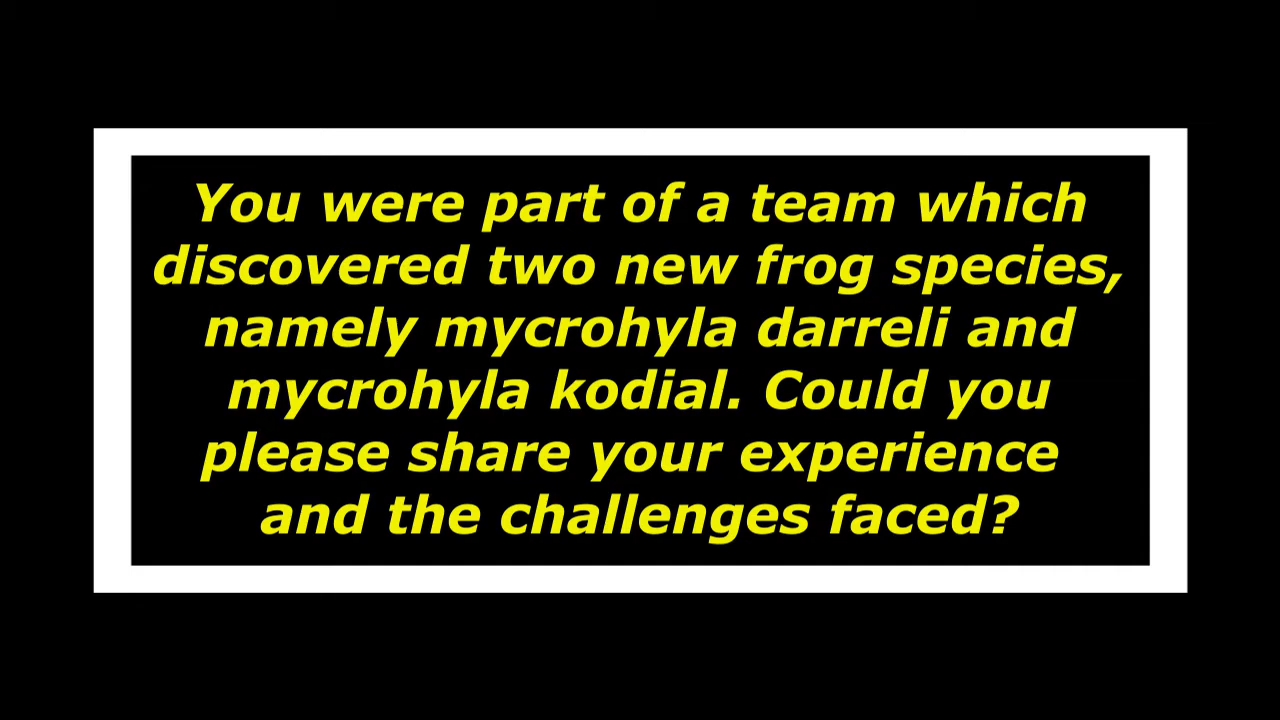 You were part of a team which
discovered two new frog species,
namely mycrohyla darreli and
mycrohyla kodial. Could you
please share your experience
and the challenges faced?